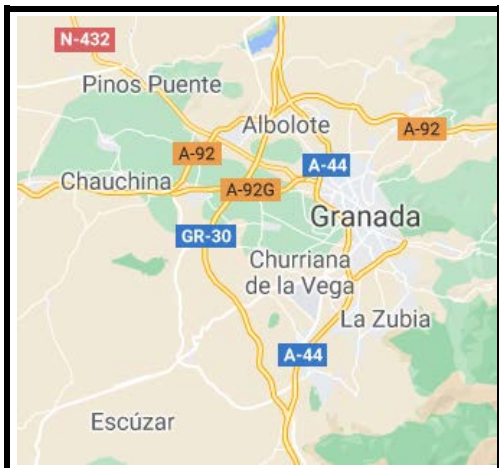 N-432
Pinos Puente
Albolote
A-92
A-92
A-44
Chauchina
A-92G
Granada
GR-30
Churriana
de la Vega
La Zubia
A-44
Escúzar